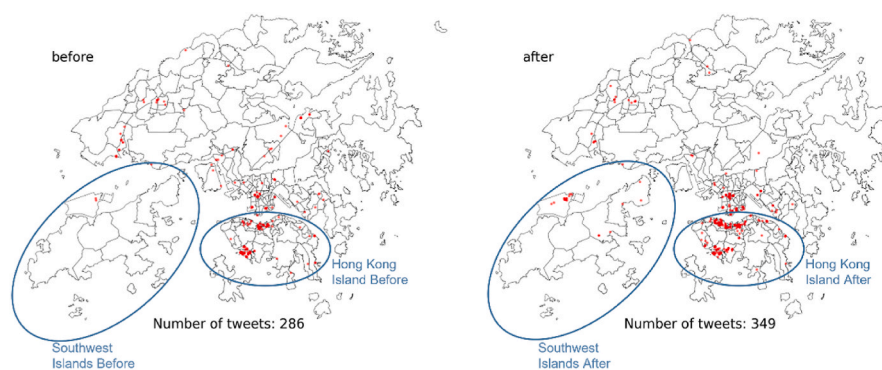 before
after
Hong Kong
Island Before
Hong Kong
Island After
Number of tweets: 286
Number of tweets: 349
Southwest
Islands Before
Southwest
Islands After